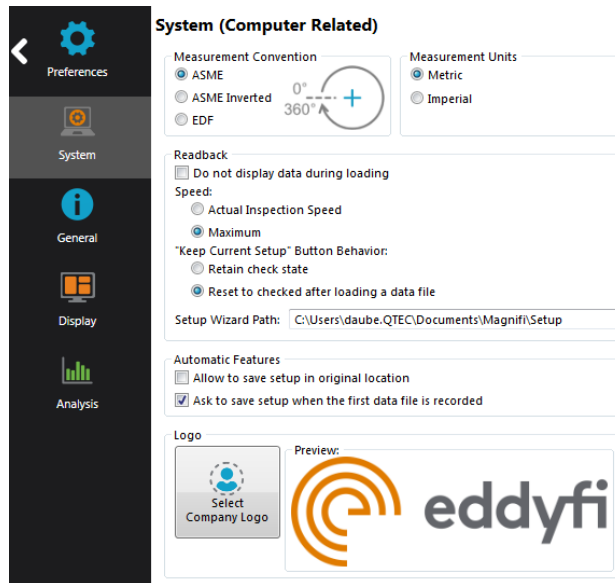 System (Computer Related)
Preferences
System
General
Display
Analysis
Measurement Convention
ASME
ASME Inverted
EDF
0°
360°
Measurement Units
Metric
Imperial
Readback
Do not display data during loading
Speed:
Actual Inspection Speed
Maximum
"Keep Current Setup" Button Behavior:
Retain check state
Reset to checked after loading a data file
Setup Wizard Path: C:\Users\daube.QTEC\Documents\Magnifi\Setup
Automatic Features
Allow to save setup in original location
Ask to save setup when the first data file is recorded
Logo
Select
Company Logo
Preview:
eddyfi